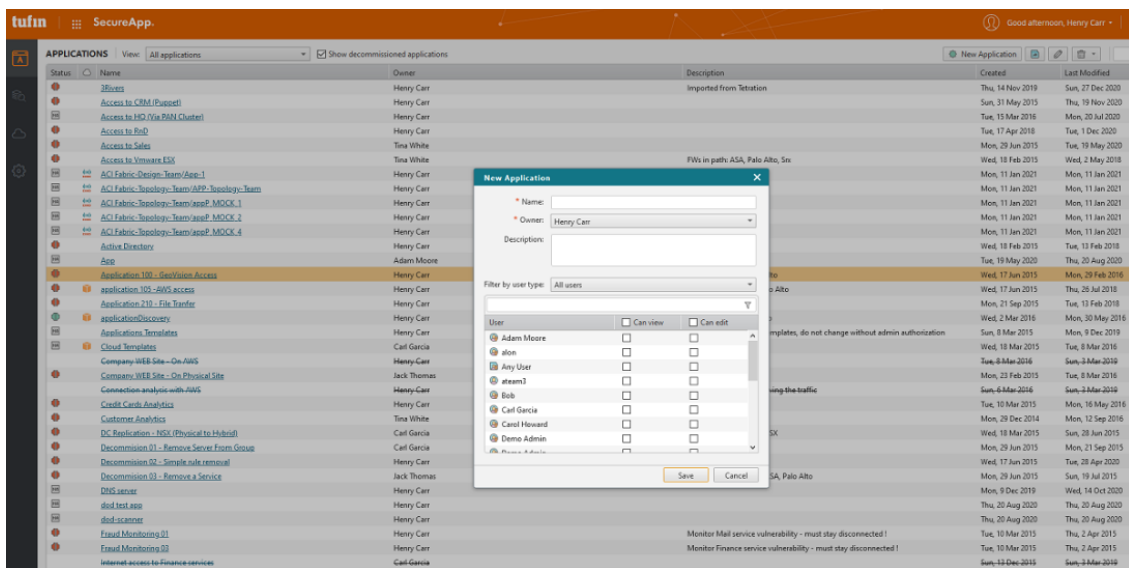 tufin SecureApp. Good afternoon, Henry Carr
APPLICATIONS View: All applications Show decommissioned applications New Application
Status Name Owner Description Created Last Modified
3Rivers Henry Carr Imported from Tetration Thu, 14 Nov 2019 Sun, 27 Dec 2020
Access to CRM (Puppet) Henry Carr Sun, 31 May 2015 Thu, 19 Nov 2020
Access to HQ (Via PAN Cluster) Henry Carr Tue, 15 Mar 2016 Mon, 20 Jul 2020
Access to RnD Henry Carr Tue, 17 Apr 2018 Tue, 1 Dec 2020
Access to Sales Tina White Mon, 29 Jun 2015 Tue, 19 May 2020
Access to Vmware ESX Tina White FWs in path: ASA, Palo Alto, Srx Wed, 18 Feb 2015 Wed, 2 May 2018
ACI Fabric-Design-Team/App-1 Henry Carr Mon, 11 Jan 2021 Mon, 11 Jan 2021
ACI Fabric-Topology-Team/APP-Topology-Team Henry Carr Mon, 11 Jan 2021 Mon, 11 Jan 2021
ACI Fabric-Topology-Team/appP_MOCK_1 Henry Carr Mon, 11 Jan 2021 Mon, 11 Jan 2021
ACI Fabric-Topology-Team/appP_MOCK_2 Henry Carr Mon, 11 Jan 2021 Mon, 11 Jan 2021
ACI Fabric-Topology-Team/appP_MOCK_4 Henry Carr Mon, 11 Jan 2021 Mon, 11 Jan 2021
Active Directory Henry Carr Wed, 18 Feb 2015 Tue, 13 Feb 2018
App Adam Moore Tue, 19 May 2020 Thu, 20 Aug 2020
Application 100 - GeoVision Access Henry Carr lto Wed, 17 Jun 2015 Mon, 29 Feb 2016
application 105 -AWS access Henry Carr o Alto Wed, 17 Jun 2015 Thu, 26 Jul 2018
Application 210 - File Tranfer Henry Carr Mon, 21 Sep 2015 Tue, 13 Feb 2018
applicationDiscovery Henry Carr Wed, 2 Mar 2016 Mon, 30 May 2016
Applications Templates Henry Carr mplates, do not change without admin authorization Sun, 8 Mar 2015 Mon, 9 Dec 2019
Cloud Templates Carl Garcia Wed, 18 Mar 2015 Tue, 8 Mar 2016
Company WEB Site - On AWS Henry Carr Tue, 8 Mar 2016 Sun, 3 Mar 2019
Company WEB Site - On Physical Site Jack Thomas Mon, 23 Feb 2015 Tue, 8 Mar 2016
Connection analysis with AWS Henry Carr ing the traffic Sun, 6 Mar 2016 Sun, 3 Mar 2019
Credit Cards Analytics Henry Carr Tue, 10 Mar 2015 Mon, 16 May 2016
Customer Analytics Tina White Mon, 29 Dec 2014 Mon, 12 Sep 2016
DC Replication - NSX (Physical to Hybrid) Carl Garcia SX Wed, 18 Mar 2015 Sun, 28 Jun 2015
Decommision 01 - Remove Server From Group Carl Garcia Mon, 29 Jun 2015 Mon, 21 Sep 2015
Decommision 02 - Simple rule removal Henry Carr Wed, 17 Jun 2015 Tue, 28 Apr 2020
Decommision 03 - Remove a Service Jack Thomas SA, Palo Alto Mon, 29 Jun 2015 Sun, 19 Jul 2015
DNS server Henry Carr Mon, 9 Dec 2019 Wed, 14 Oct 2020
dod test app Henry Carr Thu, 20 Aug 2020 Thu, 20 Aug 2020
dod-scanner Henry Carr Thu, 20 Aug 2020 Thu, 20 Aug 2020
Fraud Monitoring 01 Henry Carr Monitor Mail service vulnerability - must stay disconnected ! Tue, 10 Mar 2015 Thu, 2 Apr 2015
Fraud Monitoring 03 Henry Carr Monitor Finance service vulnerability - must stay disconnected ! Tue, 10 Mar 2015 Thu, 2 Apr 2015
Internet access to Finance services Carl Garcia Sun, 13 Dec 2015 Sun, 3 Mar 2019
New Application
* Name:
* Owner: Henry Carr
Description:
Filter by user type: All users
User Can view Can edit
Adam Moore
alon
Any User
ateam3
Bob
Carl Garcia
Carol Howard
Demo Admin
Save Cancel